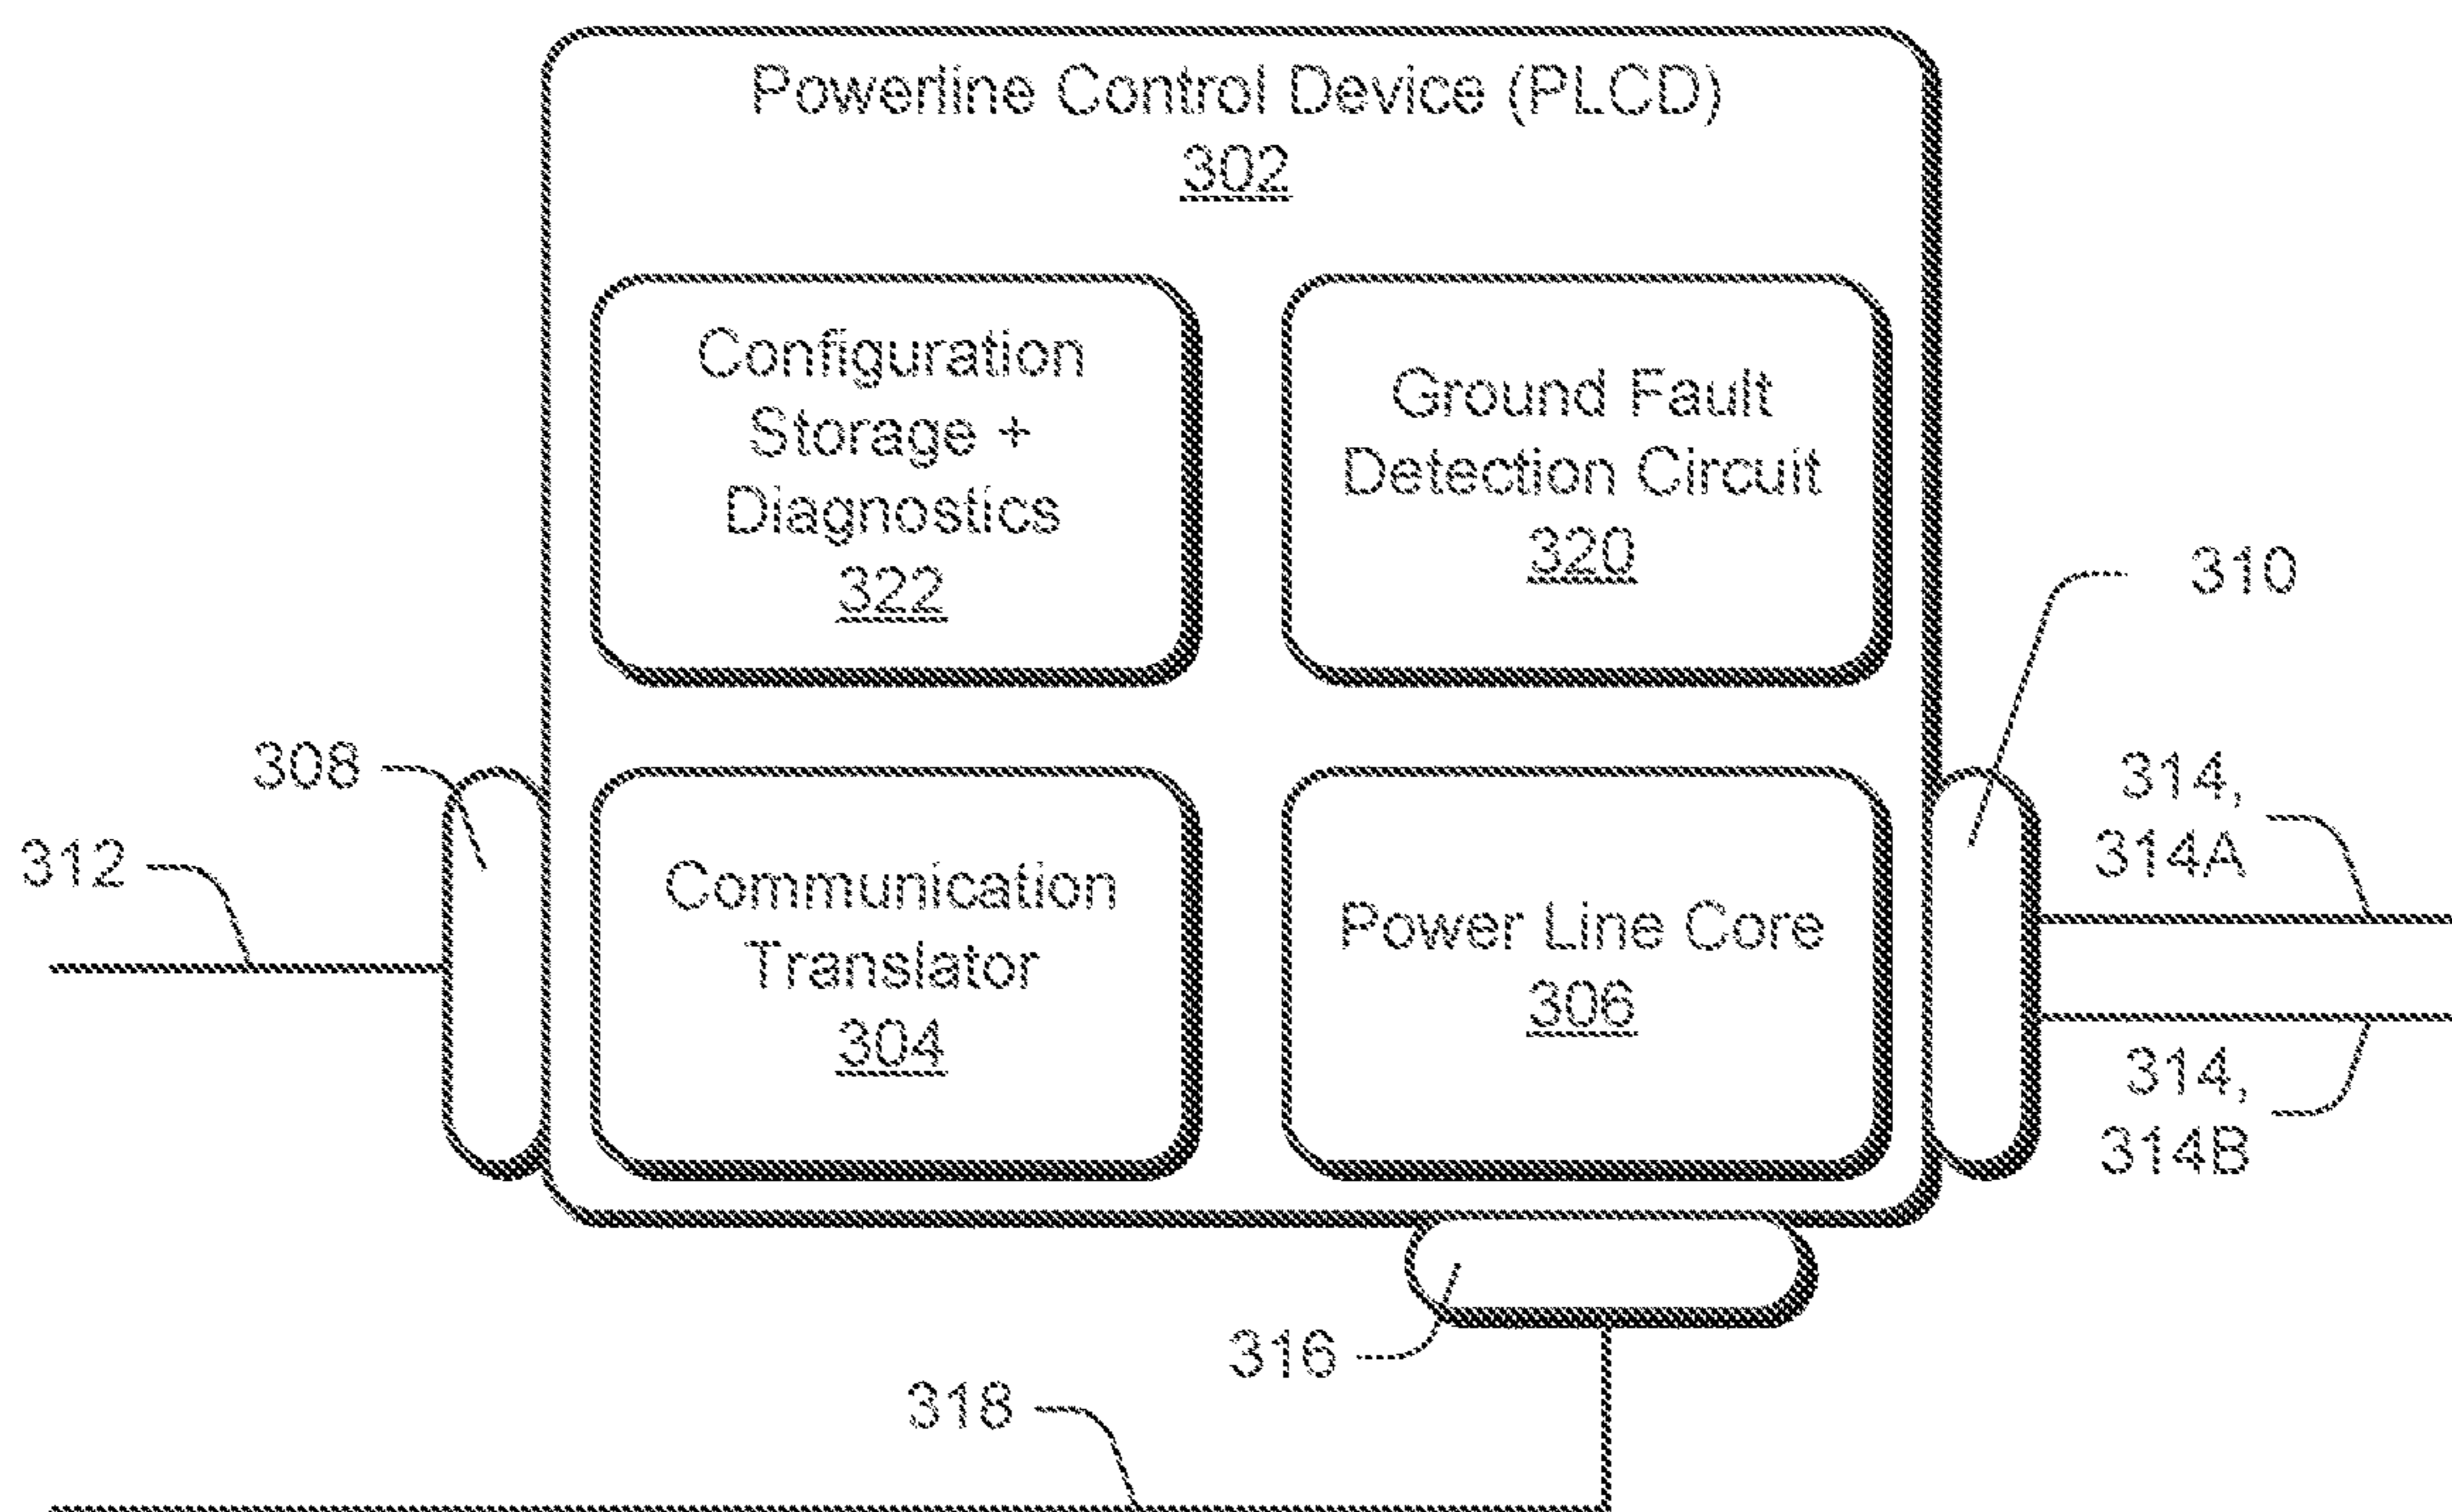 Powerline Control Device (PLCD)
302
Configuration
Storage +
Diagnostics
322
Ground Fault
Detection Circuit
320
310
308
312
Communication
Translator
304
Power Line Core
306
314,
314A
314,
314B
316
318